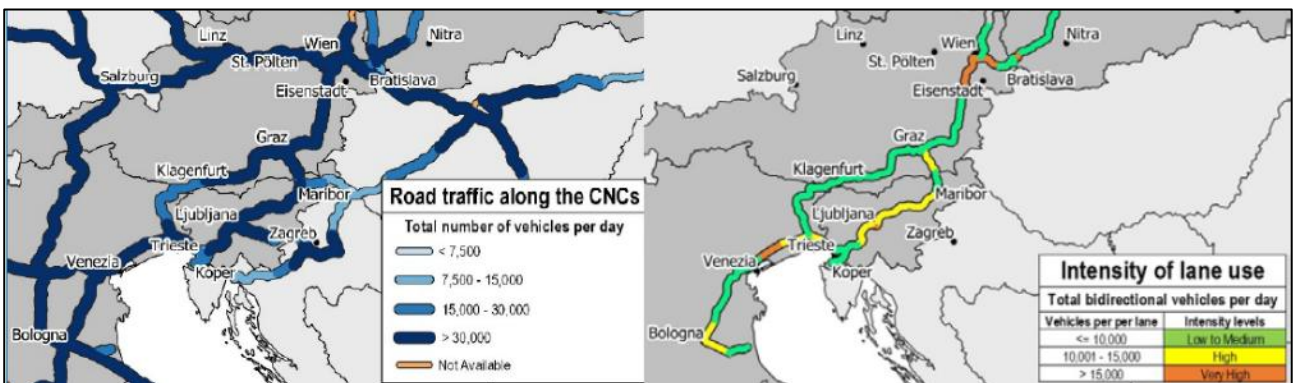 Linz
Wien
Nitra
St. Pölten
Salzburg
Bratislava
Eisenstadt
Graz
Klagenfurt
Maribor
Ljubljana
Zagreb
Trieste
Venezia
Koper
Bologna
Road traffic along the CNCs
Total number of vehicles per day
< 7,500
7,500 - 15,000
15,000 - 30,000
> 30,000
Not Available
Linz
Wien
Nitra
St. Pölten
Salzburg
Bratislava
Eisenstadt
Graz
Klagenfurt
Maribor
Ljubljana
Zagreb
Trieste
Venezia
Koper
Bologna
Intensity of lane use
Total bidirectional vehicles per day
Vehicles per per lane Intensity levels
<= 10,000 Low to Medium
10,001 - 15,000 High
> 15,000 Very High